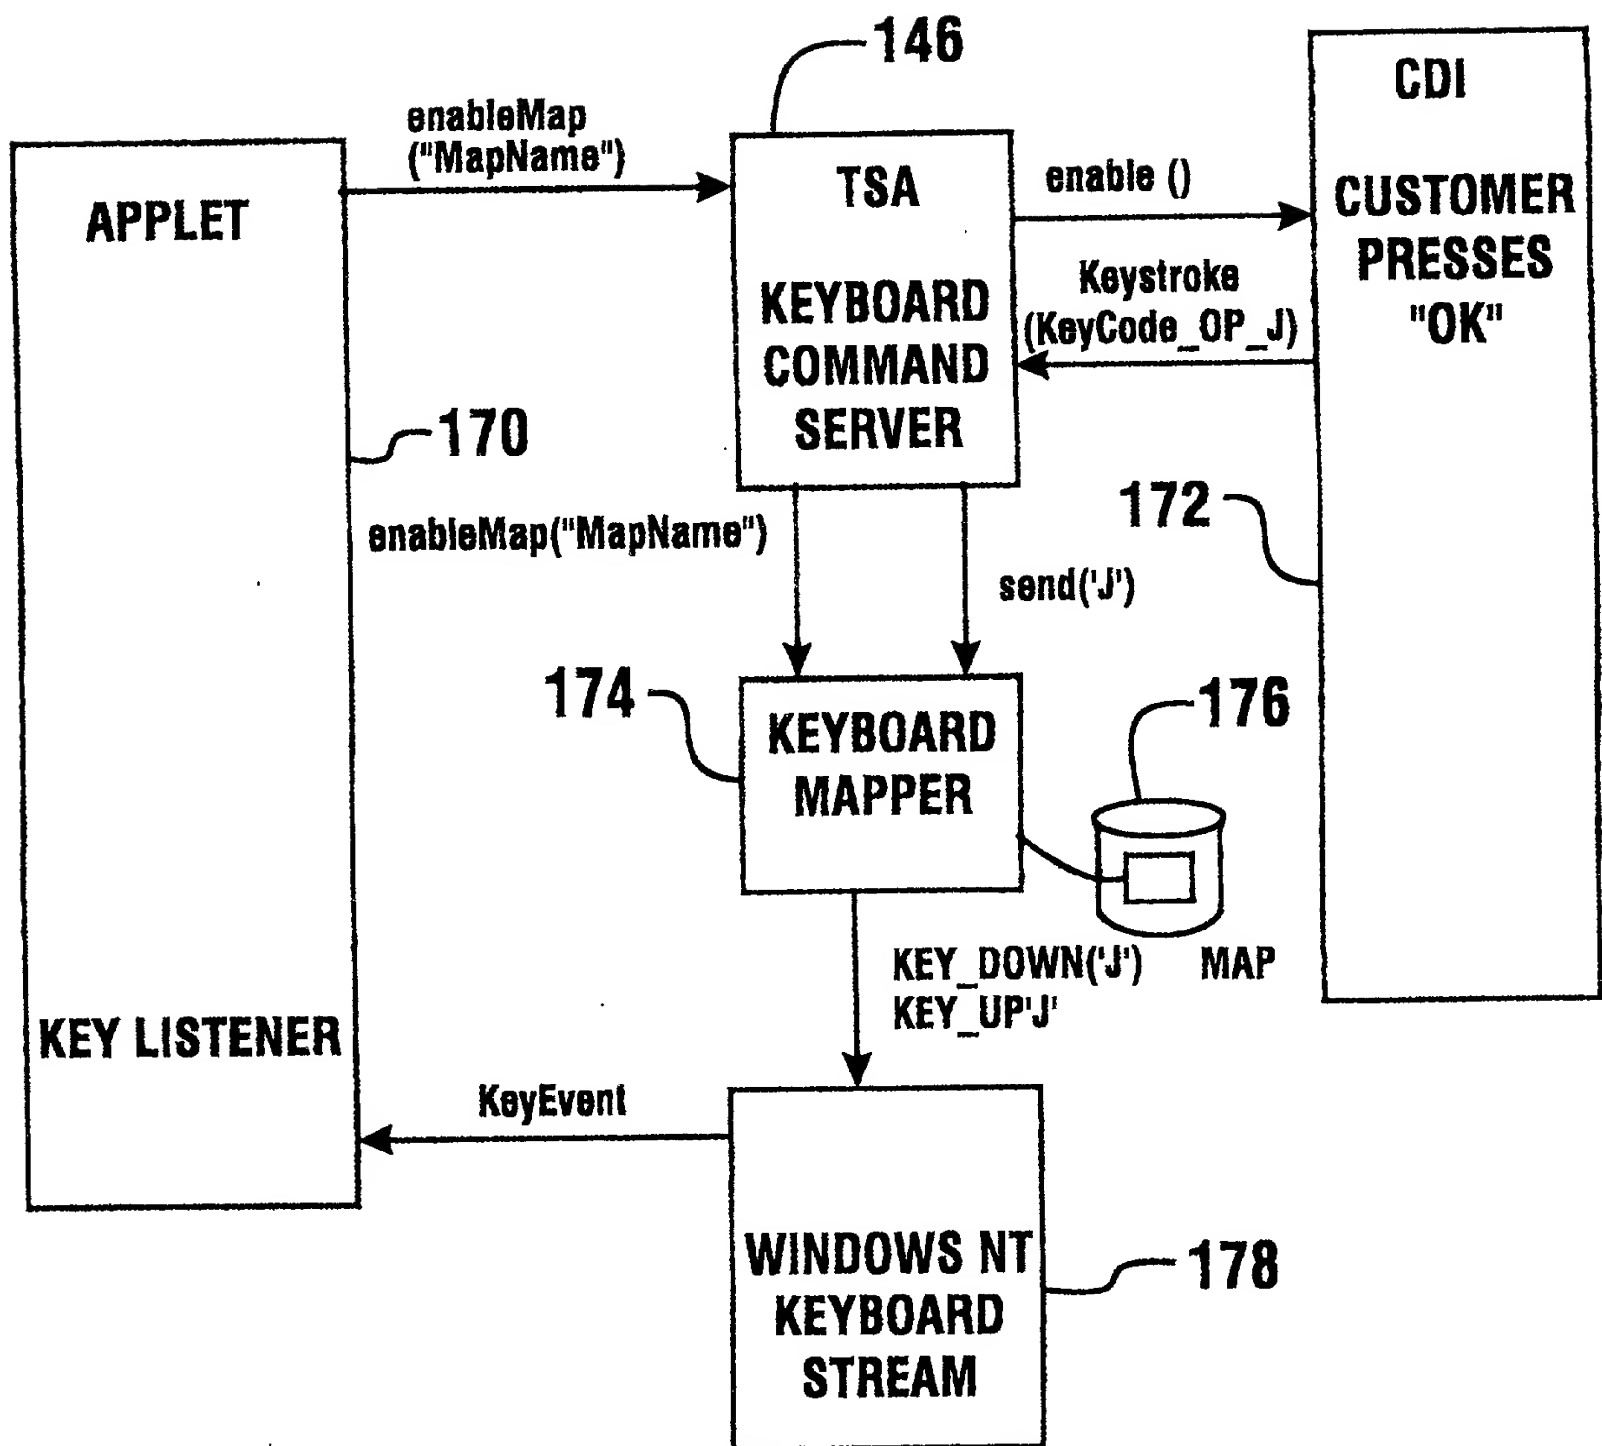 146
CDI
CUSTOMER
PRESSES
"OK"
enableMap
("MapName")
APPLET
TSA
KEYBOARD
COMMAND
SERVER
enable ()
Keystroke
(KeyCode_OP_J)
170
172
enableMap("MapName")
send('J')
174
KEYBOARD
MAPPER
176
KEY_DOWN('J')
KEY_UP'J'
MAP
KEY LISTENER
KeyEvent
WINDOWS NT
KEYBOARD
STREAM
178